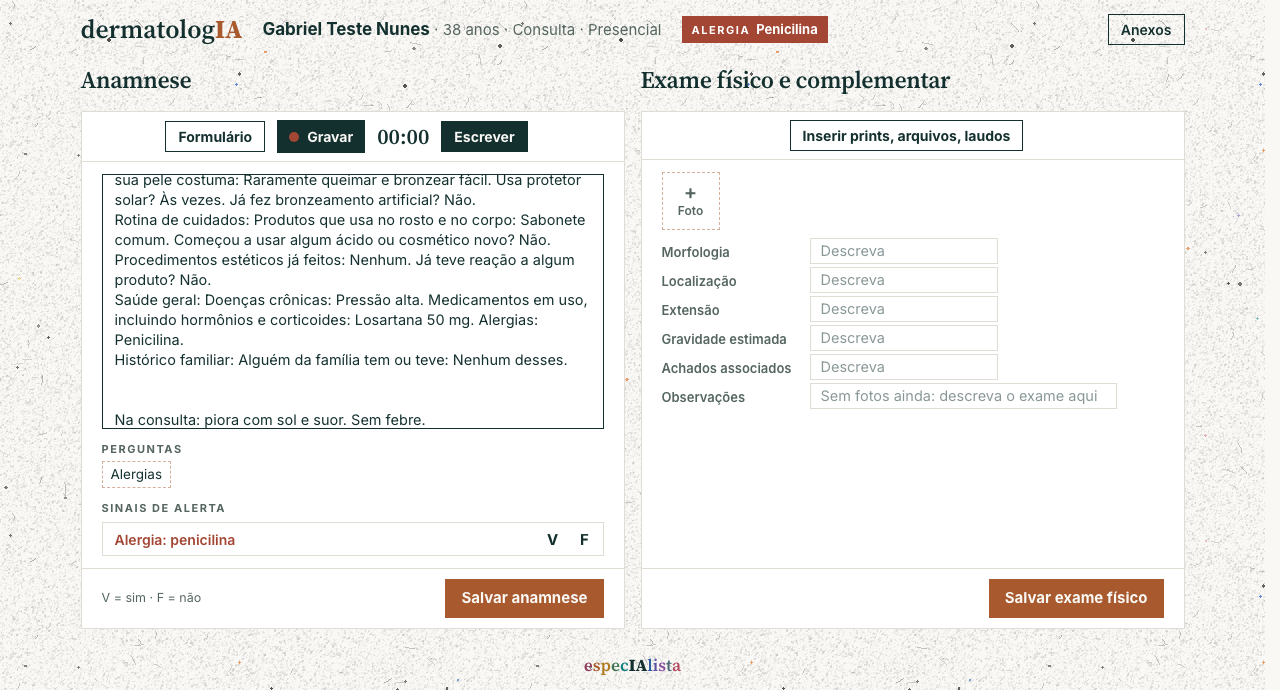 dermatologIA
Gabriel Teste Nunes · 38 anos · Consulta · Presencial
ALERGIA Penicilina
Anexos
Anamnese
Formulário
Gravar
00:00
Escrever
sua pele costuma: Raramente queimar e bronzear fácil. Usa protetor
solar? Às vezes. Já fez bronzeamento artificial? Não.
Rotina de cuidados: Produtos que usa no rosto e no corpo: Sabonete
comum. Começou a usar algum ácido ou cosmético novo? Não.
Procedimentos estéticos já feitos: Nenhum. Já teve reação a algum
produto? Não.
Saúde geral: Doenças crônicas: Pressão alta. Medicamentos em uso,
incluindo hormônios e corticoides: Losartana 50 mg. Alergias:
Penicilina.
Histórico familiar: Alguém da família tem ou teve: Nenhum desses.
Na consulta: piora com sol e suor. Sem febre.
PERGUNTAS
Alergias
SINAIS DE ALERTA
Alergia: penicilina V F
V = sim · F = não
Salvar anamnese
Exame físico e complementar
Inserir prints, arquivos, laudos
+
Foto
Morfologia Descreva
Localização Descreva
Extensão Descreva
Gravidade estimada Descreva
Achados associados Descreva
Observações Sem fotos ainda: descreva o exame aqui
Salvar exame físico
especIAlista